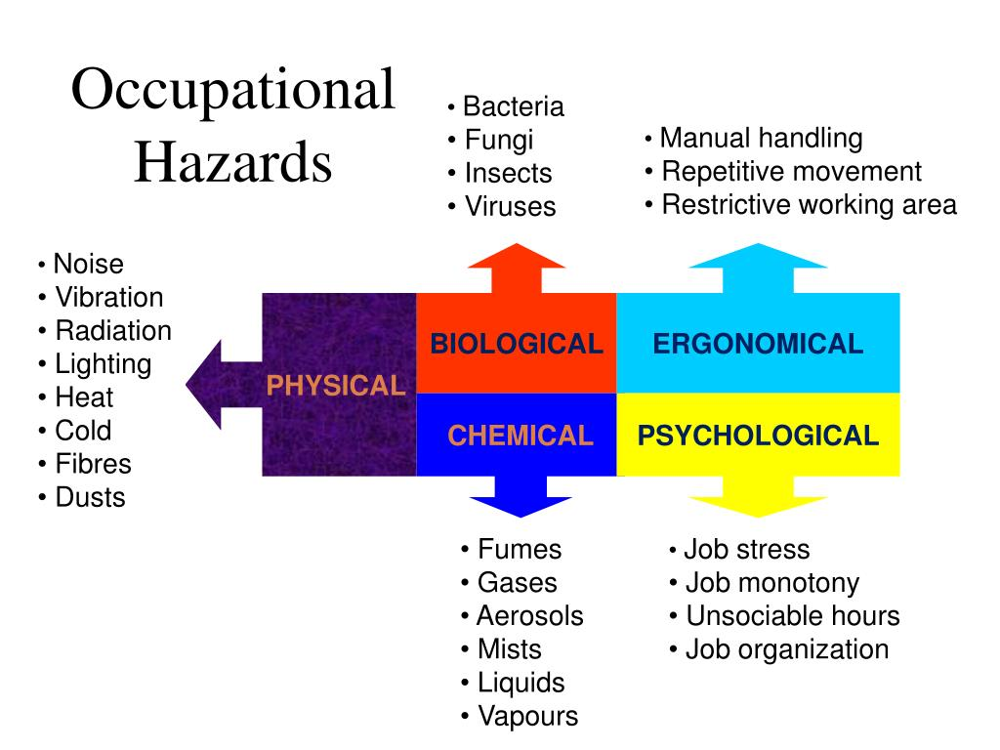 Occupational
Hazards
• Bacteria
• Fungi
• Insects
• Viruses
• Manual handling
• Repetitive movement
• Restrictive working area
• Noise
• Vibration
• Radiation
• Lighting
• Heat
• Cold
• Fibres
• Dusts
PHYSICAL
BIOLOGICAL
ERGONOMICAL
CHEMICAL
PSYCHOLOGICAL
• Fumes
• Gases
• Aerosols
• Mists
• Liquids
• Vapours
• Job stress
• Job monotony
• Unsociable hours
• Job organization